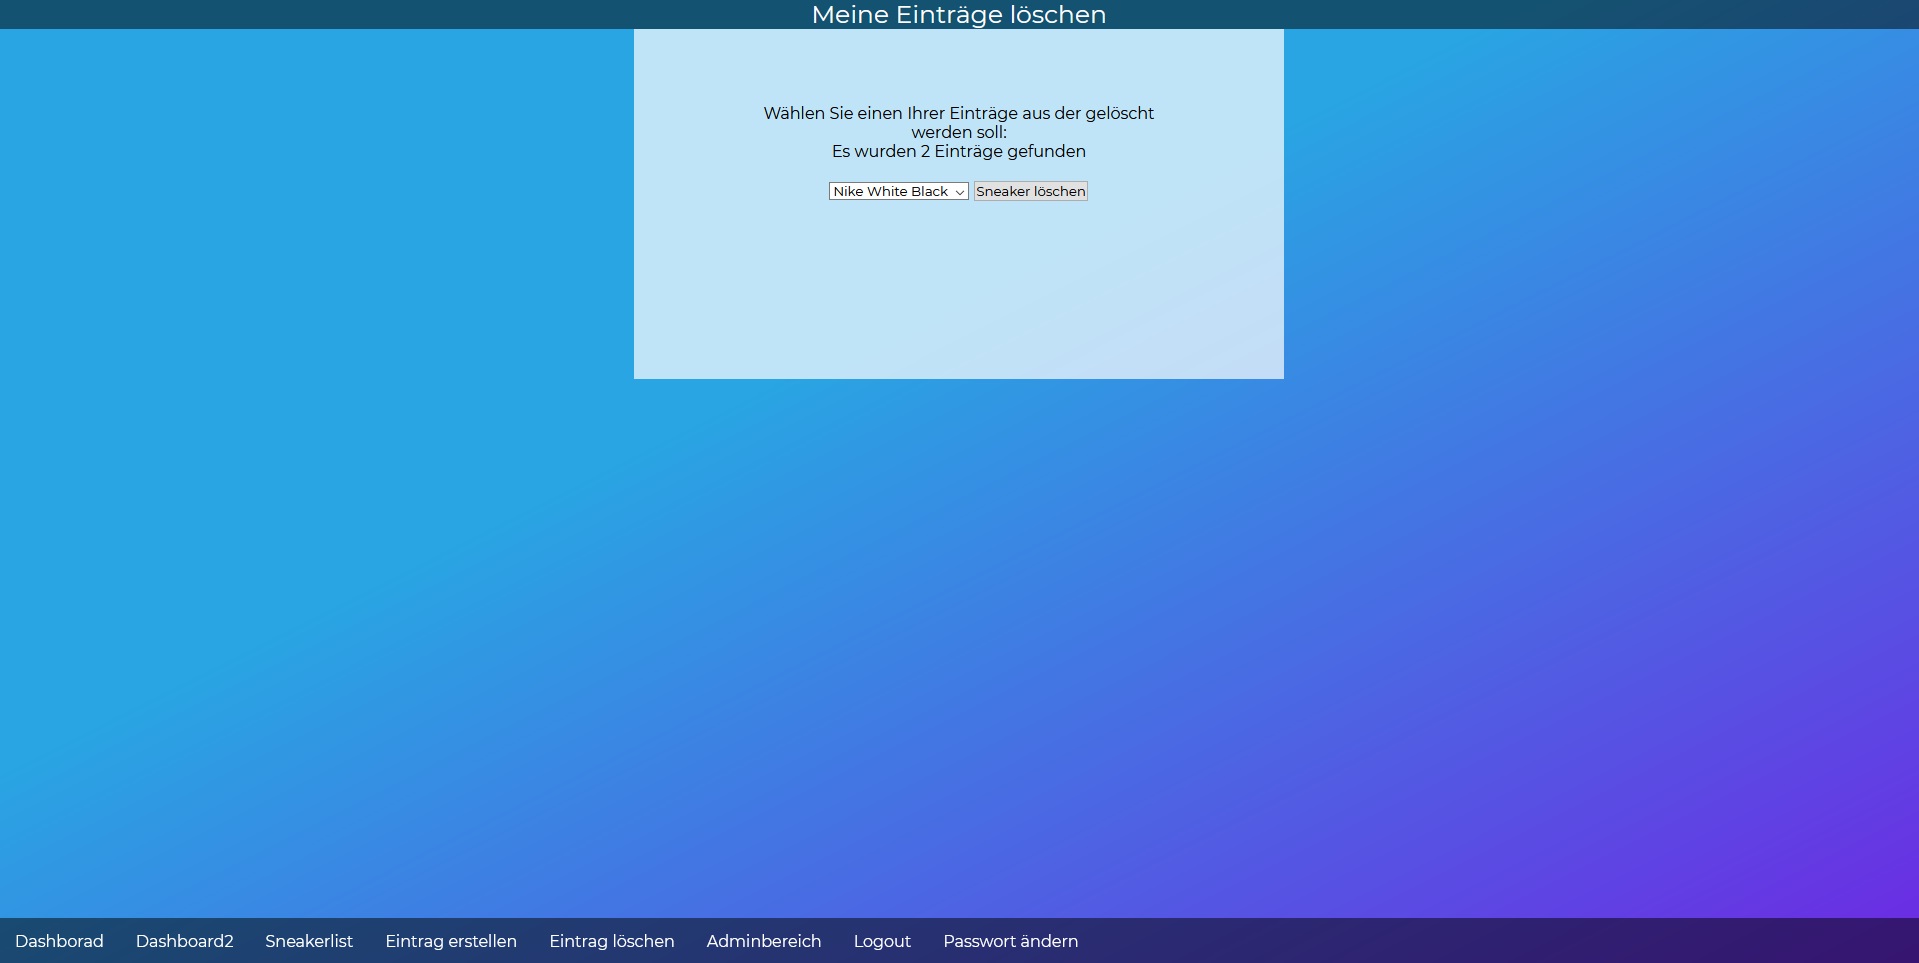 Meine Einträge löschen
Wählen Sie einen Ihrer Einträge aus der gelöscht
werden soll:
Es wurden 2 Einträge gefunden
Nike White Black Sneaker löschen
Dashborad Dashboard2 Sneakerlist Eintrag erstellen Eintrag löschen Adminbereich Logout Passwort ändern